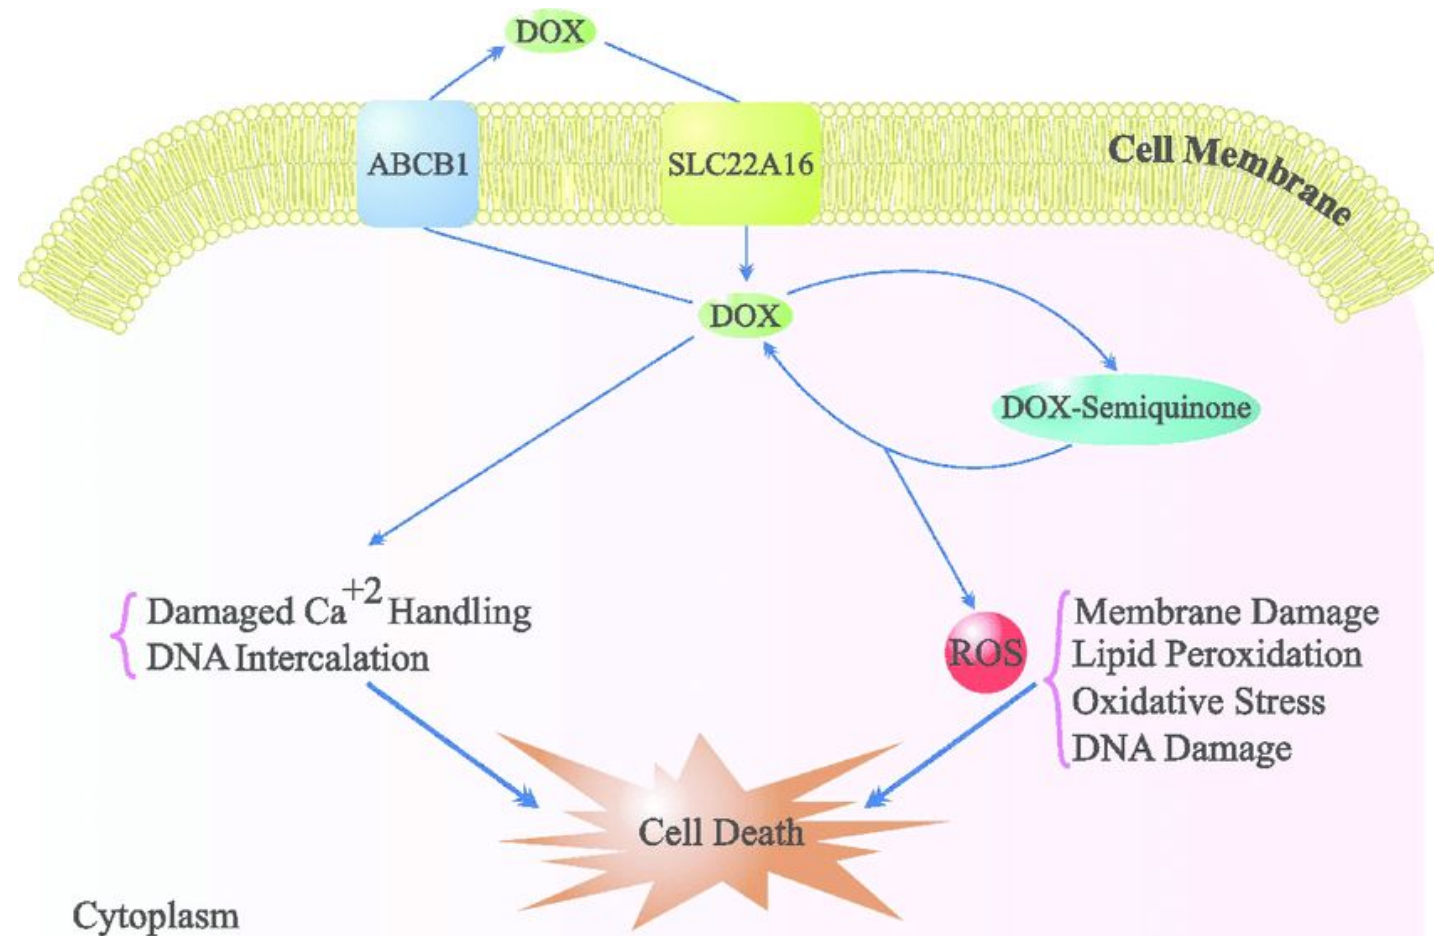 DOX
ABCB1
SLC22A16
Cell Membrane
DOX
DOX-Semiquinone
Damaged Ca+2 Handling
DNA Intercalation
ROS
Membrane Damage
Lipid Peroxidation
Oxidative Stress
DNA Damage
Cell Death
Cytoplasm